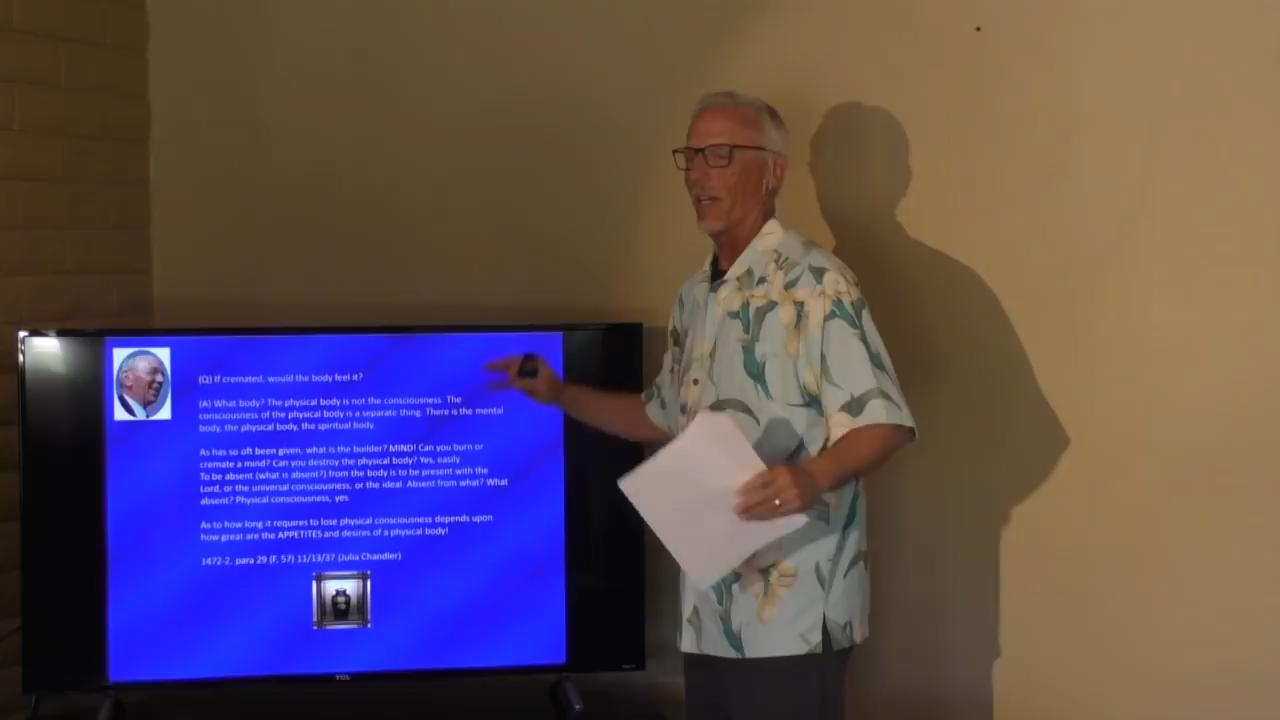 (Q) If cremated, would the body feel it?
(A) What body? The physical body is not the consciousness. The
consciousness of the physical body is a separate thing. There is the mental
body, the physical body, the spiritual body.
As has so oft been given, what is the builder? MIND! Can you burn or
cremate a mind? Can you destroy the physical body? Yes, easily
To be absent (what is absent?) from the body is to be present with the
Lord, or the universal consciousness, or the ideal. Absent from what? What
absent? Physical consciousness, yes.
As to how long it requires to lose physical consciousness depends upon
how great are the APPETITES and desires of a physical body!
1472-2, para 29 (F, 57) 11/13/37 (Julia Chandler)
TCL